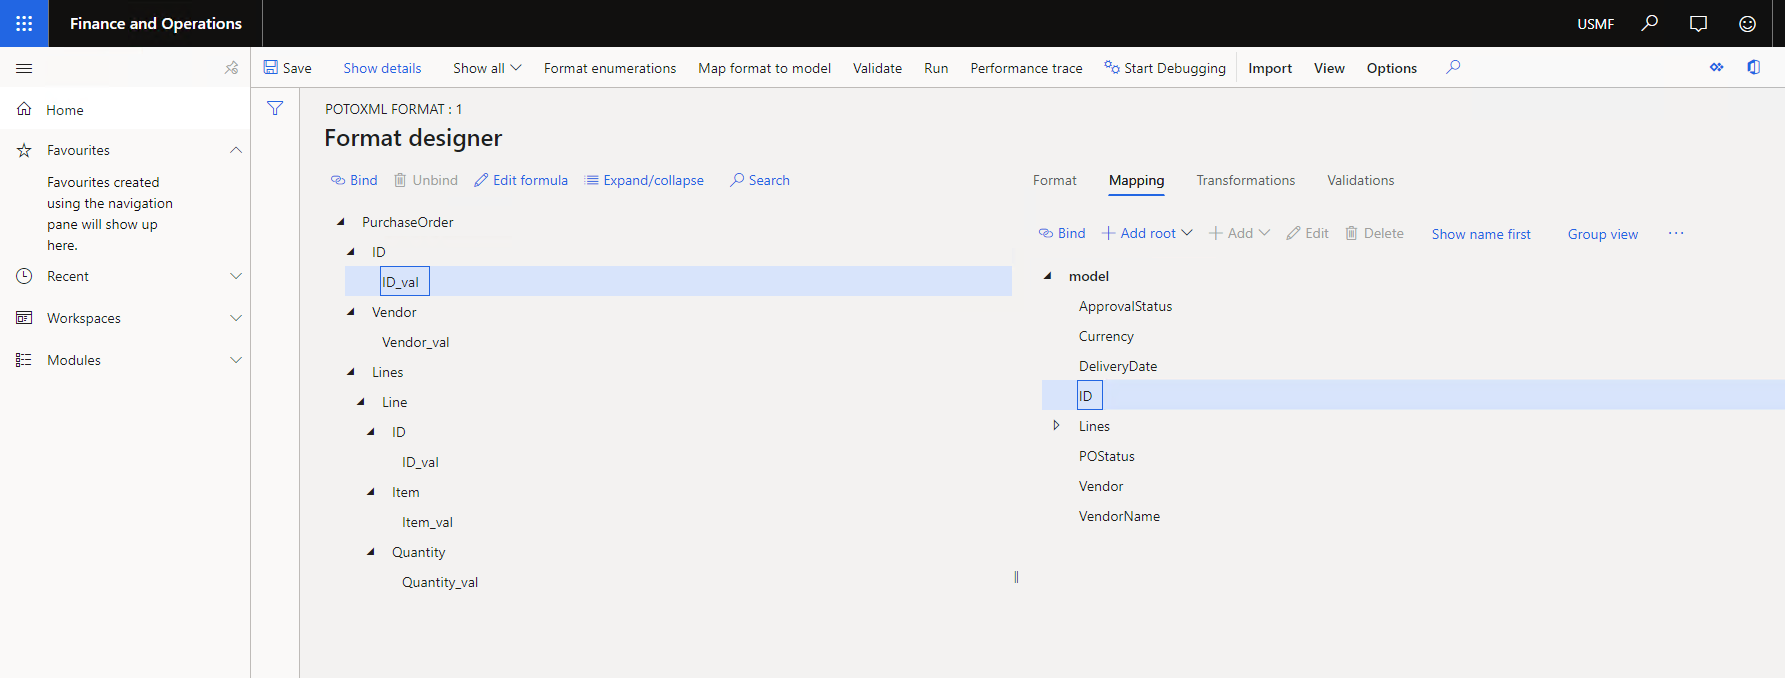 Finance and Operations
USMF
Save
Show details
Show all
Format enumerations
Map format to model
Validate
Run
Performance trace
Start Debugging
Import
View
Options
Home
Favourites
Favourites created
using the navigation
pane will show up
here.
Recent
Workspaces
Modules
POTOXML FORMAT : 1
Format designer
Bind
Unbind
Edit formula
Expand/collapse
Search
PurchaseOrder
ID
ID_val
Vendor
Vendor_val
Lines
Line
ID
ID_val
Item
Item_val
Quantity
Quantity_val
Format
Mapping
Transformations
Validations
Bind
Add root
Add
Edit
Delete
Show name first
Group view
model
ApprovalStatus
Currency
DeliveryDate
ID
Lines
POStatus
Vendor
VendorName